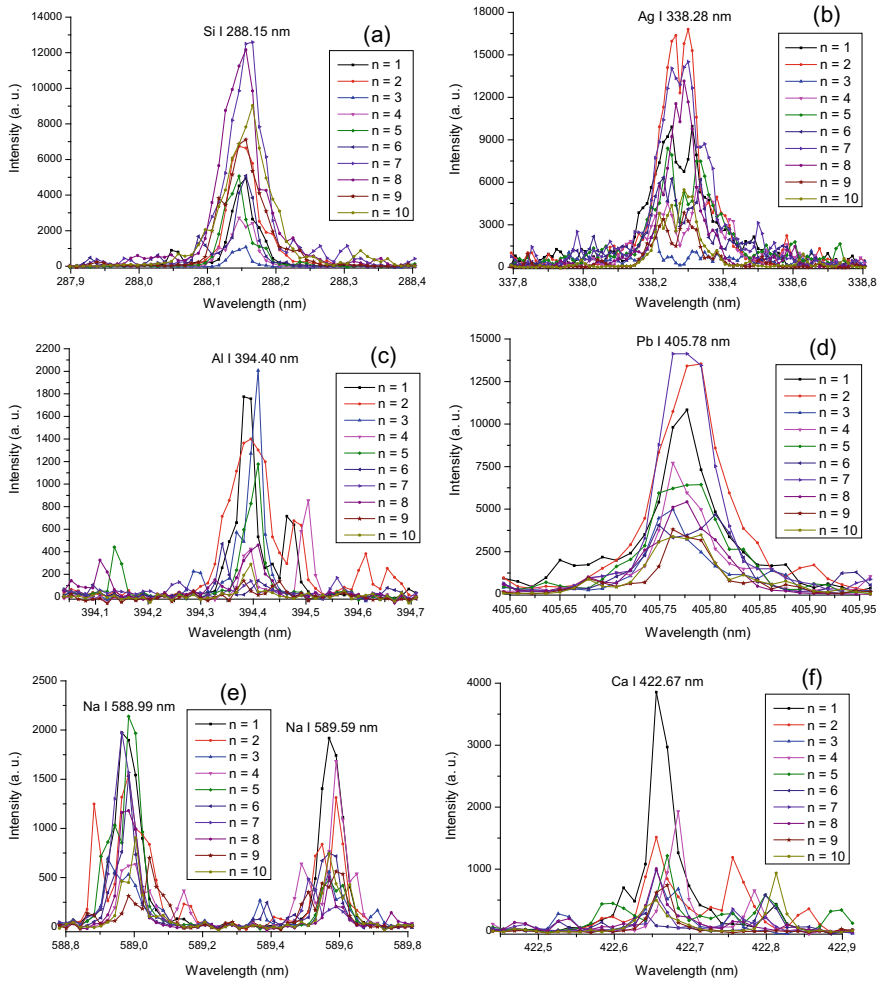 (a)
Si I 288.15 nm
14000
12000
10000
8000
6000
4000
2000
0
Intensity (a. u.)
n = 1
n = 2
n = 3
n = 4
n = 5
n = 6
n = 7
n = 8
n = 9
n = 10
287,9 288,0 288,1 288,2 288,3 288,4
Wavelength (nm)
(b)
Ag I 338.28 nm
18000
15000
12000
9000
6000
3000
0
Intensity (a. u.)
n = 1
n = 2
n = 3
n = 4
n = 5
n = 6
n = 7
n = 8
n = 9
n = 10
337,8 338,0 338,2 338,4 338,6 338,8
Wavelength (nm)
(c)
Al I 394.40 nm
2200
2000
1800
1600
1400
1200
1000
800
600
400
200
0
Intensity (a. u.)
n = 1
n = 2
n = 3
n = 4
n = 5
n = 6
n = 7
n = 8
n = 9
n = 10
394,1 394,2 394,3 394,4 394,5 394,6 394,7
Wavelength (nm)
(d)
Pb I 405.78 nm
15000
12500
10000
7500
5000
2500
0
Intensity (a. u.)
n = 1
n = 2
n = 3
n = 4
n = 5
n = 6
n = 7
n = 8
n = 9
n = 10
405,60 405,65 405,70 405,75 405,80 405,85 405,90 405,95
Wavelength (nm)
(e)
Na I 588.99 nm
Na I 589.59 nm
2500
2000
1500
1000
500
0
Intensity (a. u.)
n = 1
n = 2
n = 3
n = 4
n = 5
n = 6
n = 7
n = 8
n = 9
n = 10
588,8 589,0 589,2 589,4 589,6 589,8
Wavelength (nm)
(f)
Ca I 422.67 nm
4000
3000
2000
1000
0
Intensity (a. u.)
n = 1
n = 2
n = 3
n = 4
n = 5
n = 6
n = 7
n = 8
n = 9
n = 10
422,5 422,6 422,7 422,8 422,9
Wavelength (nm)